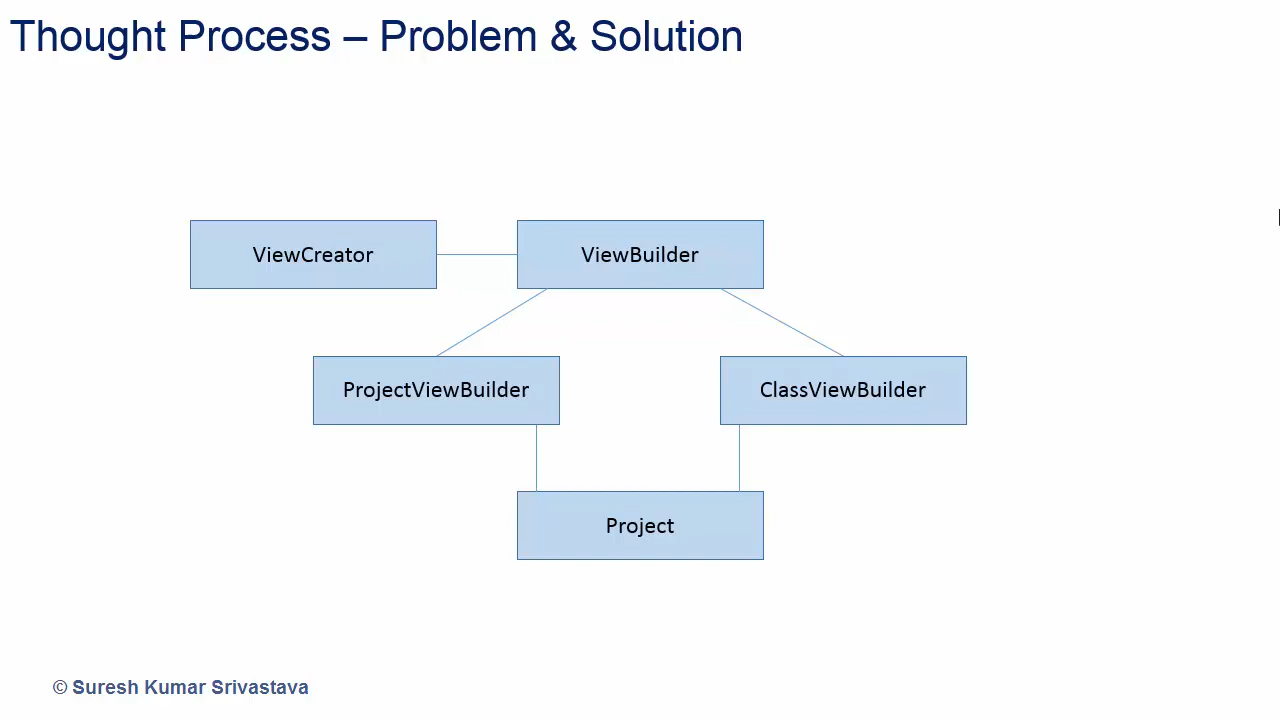 Thought Process – Problem & Solution
ViewCreator
ViewBuilder
ProjectViewBuilder
ClassViewBuilder
Project
© Suresh Kumar Srivastava